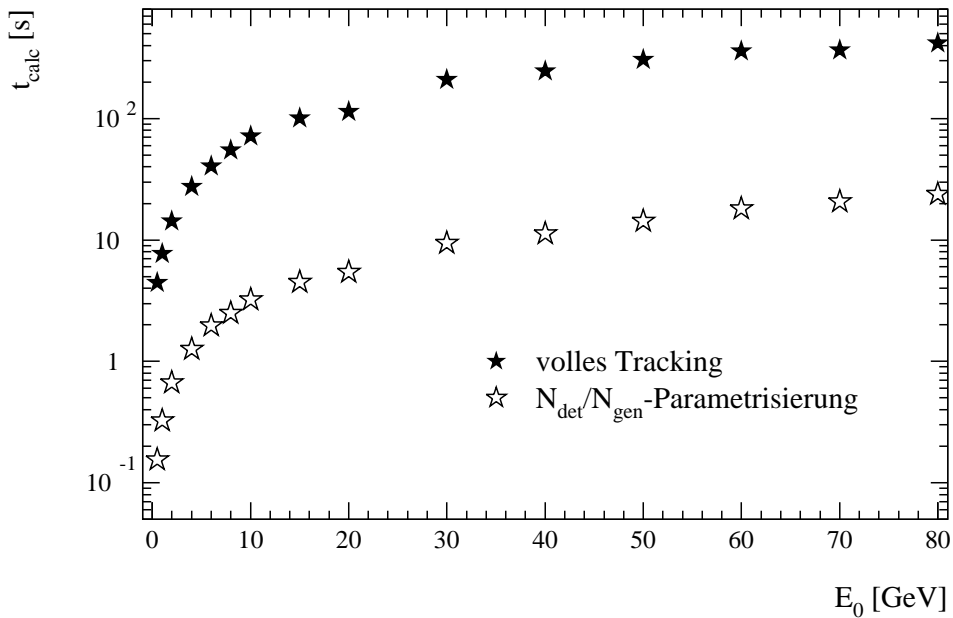 t_calc [s]
10^2
10
1
10^-1
★ volles Tracking
☆ N_det/N_gen-Parametrisierung
0 10 20 30 40 50 60 70 80
E_0 [GeV]